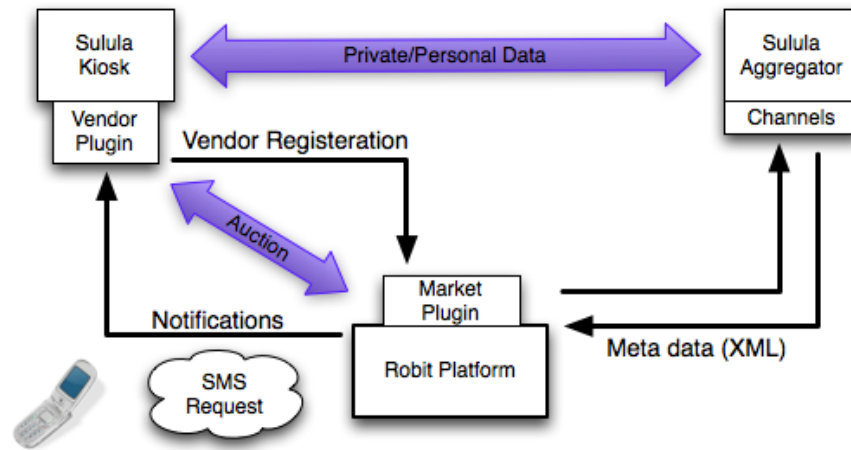 Sulula
Kiosk
Private/Personal Data
Sulula
Aggregator
Vendor
Plugin
Channels
Vendor Registeration
Auction
Market
Plugin
Notifications
Meta data (XML)
Robit Platform
SMS
Request